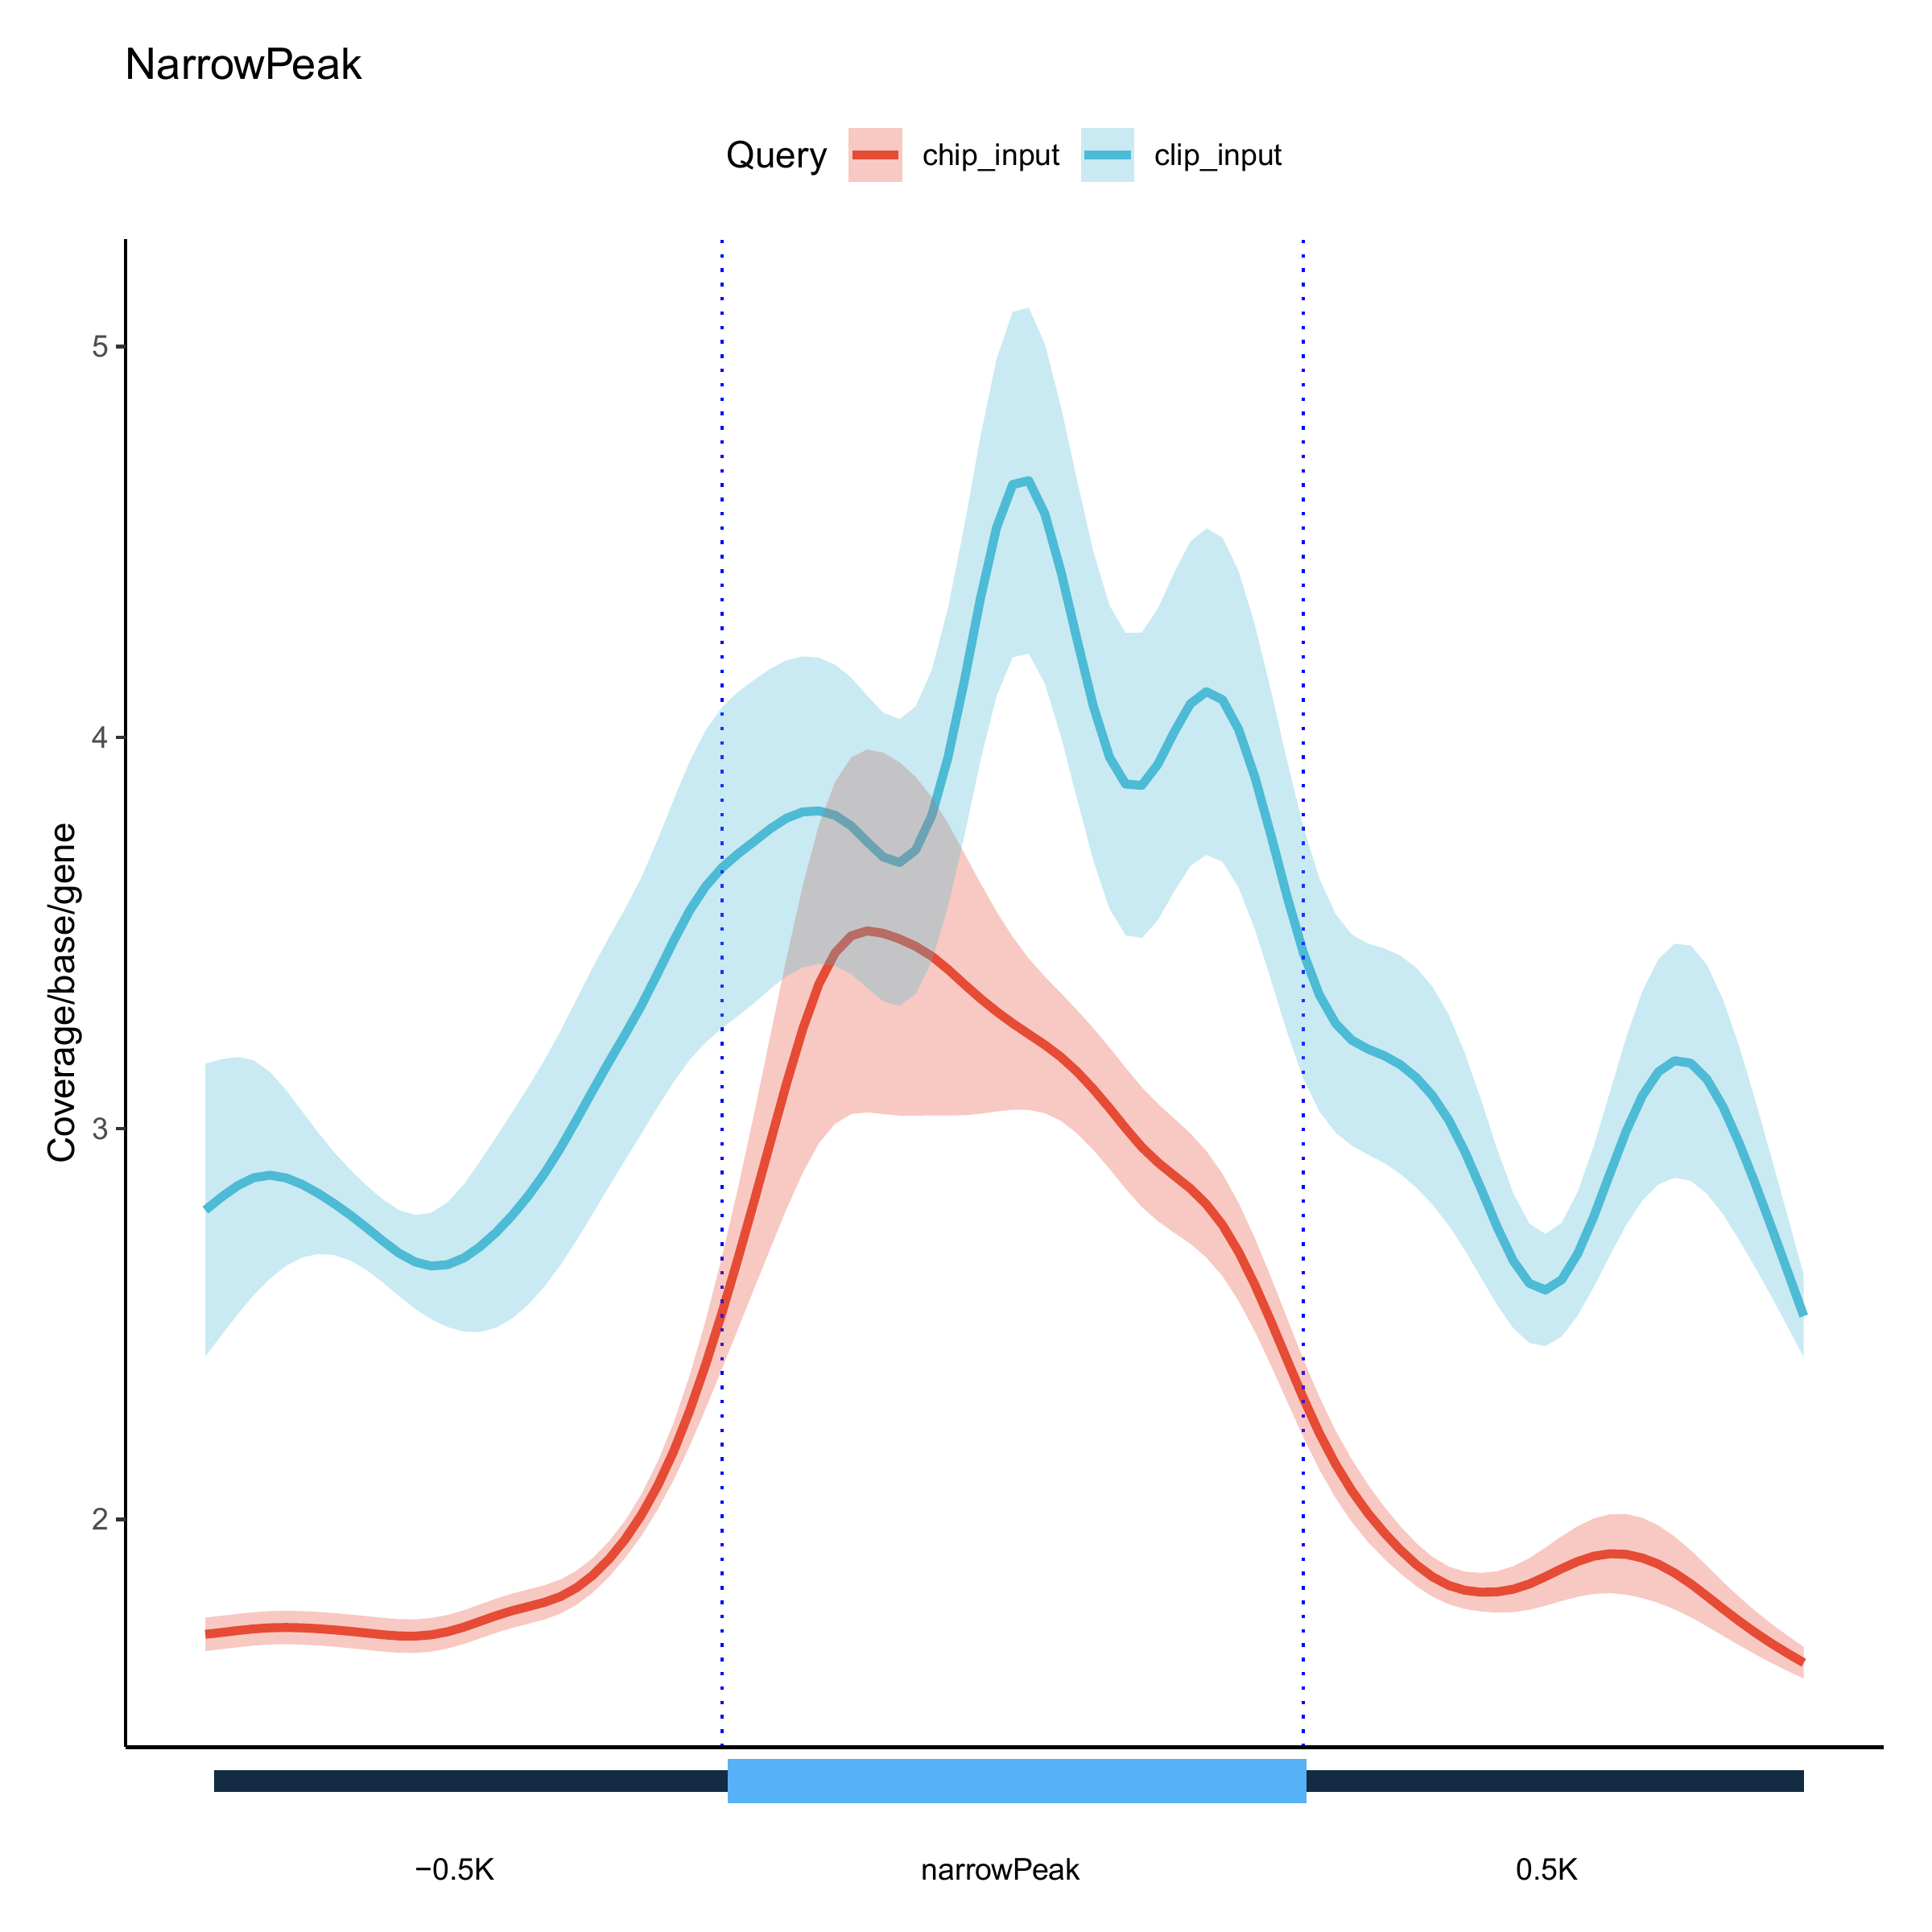 NarrowPeak
Query chip_input clip_input
Coverage/base/gene
5
4
3
2
−0.5K narrowPeak 0.5K